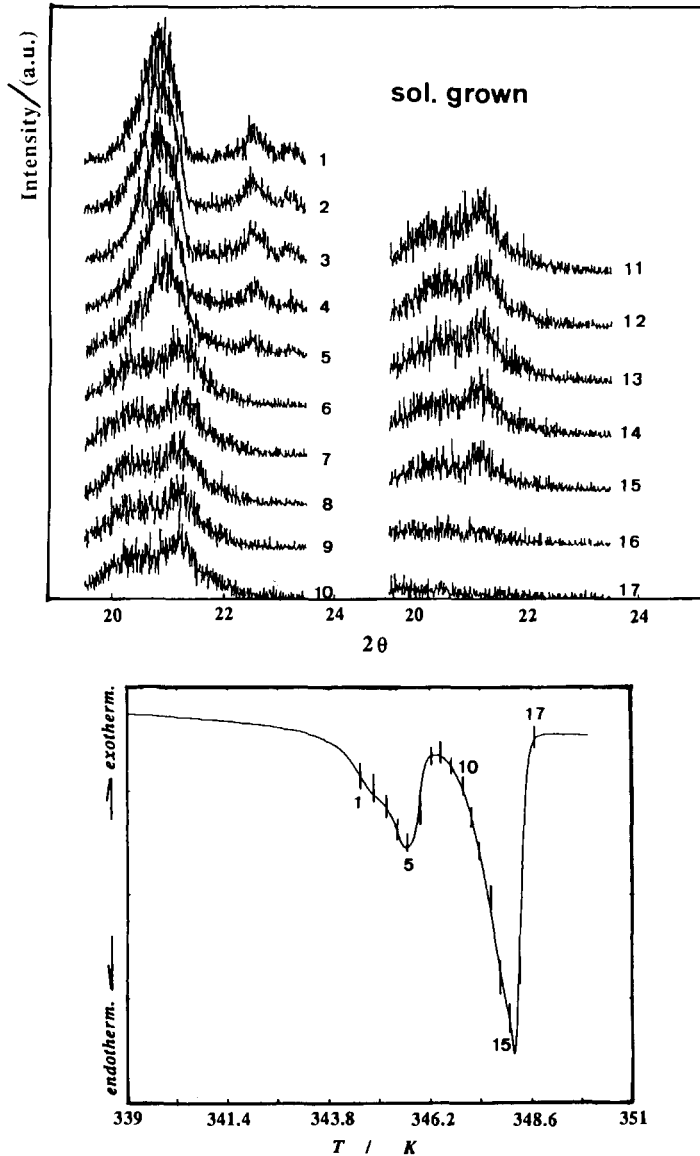 Intensity/(a.u.)
sol. grown
1
2
3
4
5
6
7
8
9
10
11
12
13
14
15
16
17
20 22 24 20 22 24
2θ
exotherm.
endotherm.
1
5
10
15
17
339 341.4 343.8 346.2 348.6 351
T / K